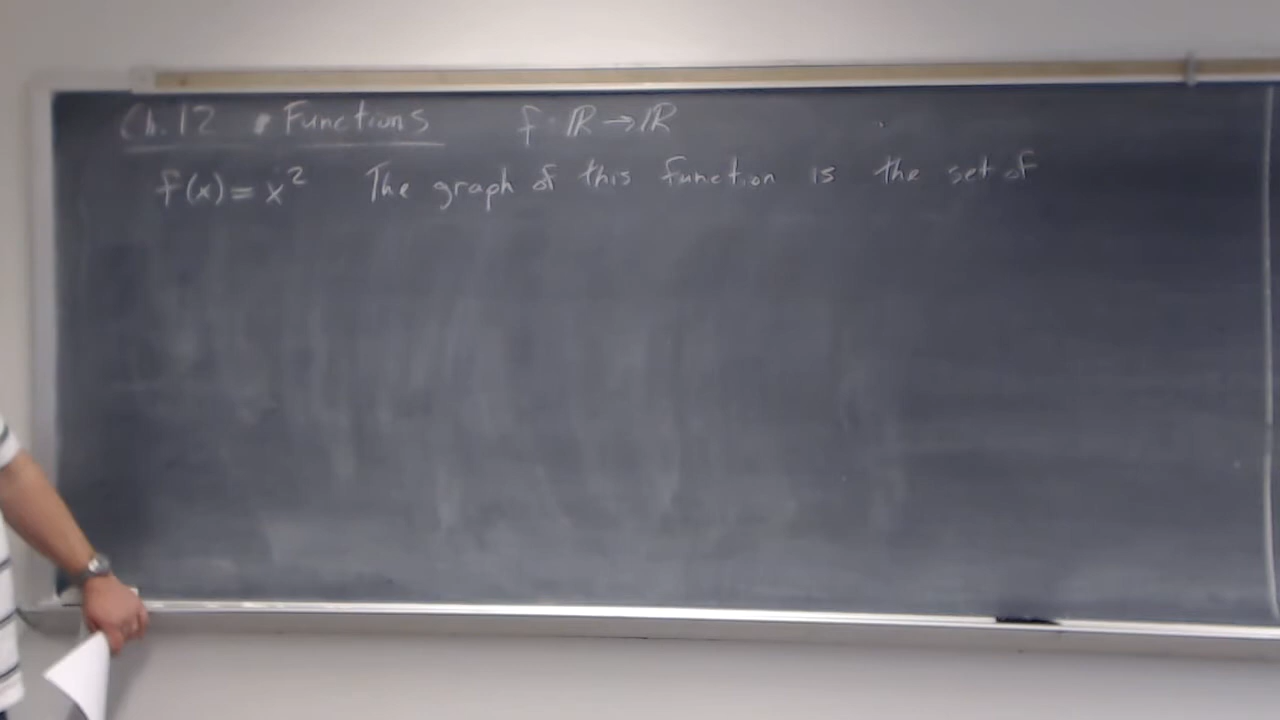 Ch. 12 Functions f: ℝ → ℝ
f(x) = x² The graph of this function is the set of